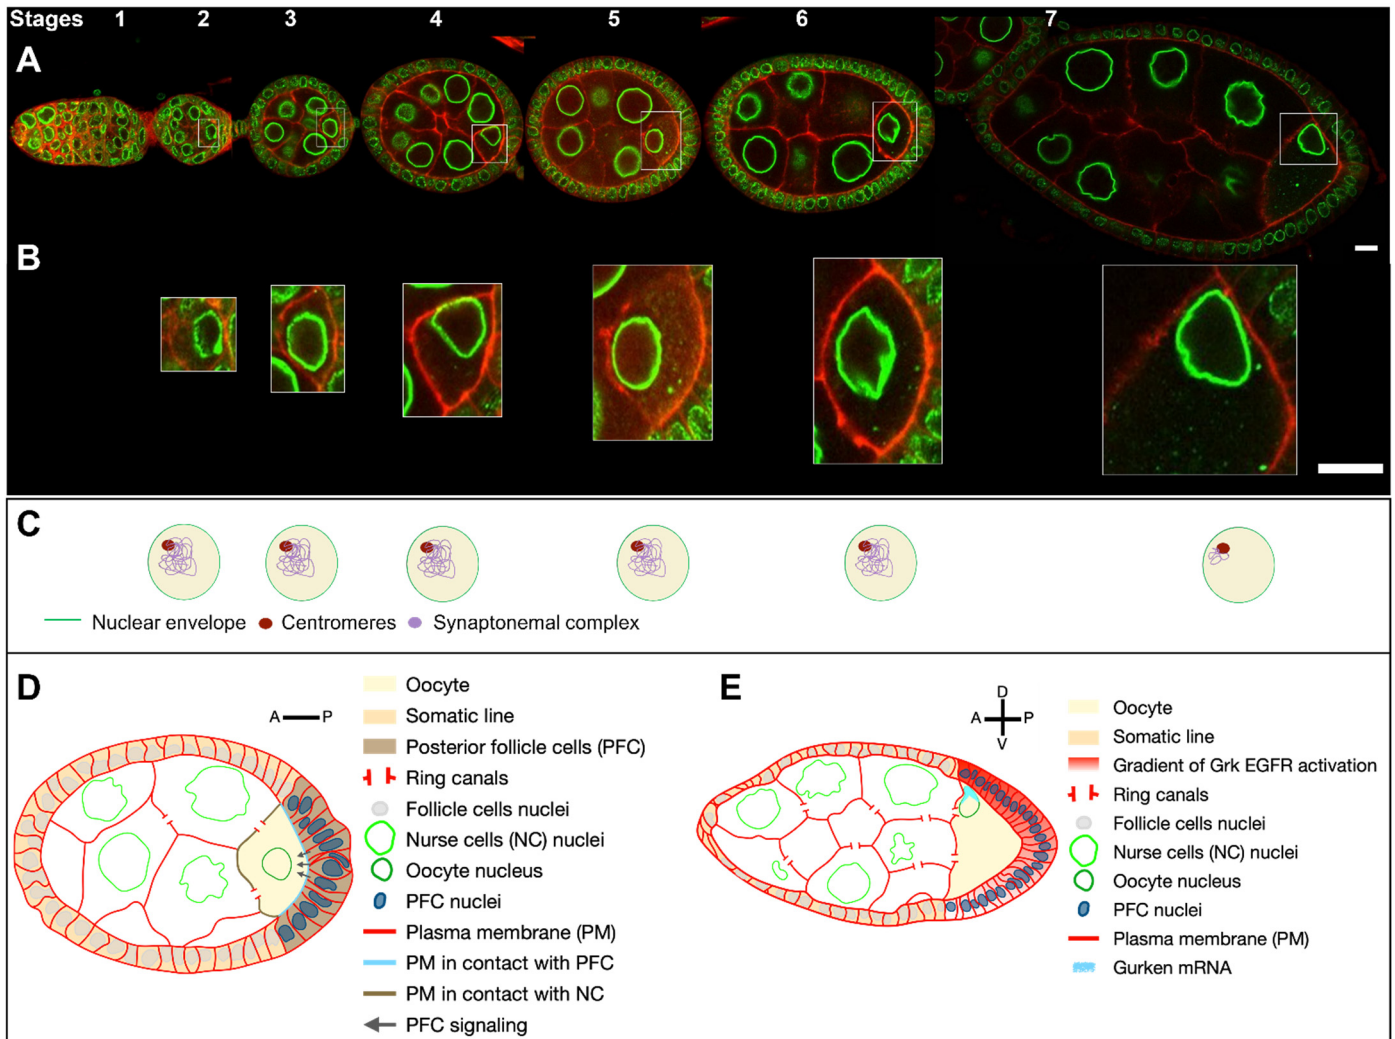 Stages 1 2 3 4 5 6 7
A
B
C
Nuclear envelope Centromeres Synaptonemal complex
D
A P
Oocyte
Somatic line
Posterior follicle cells (PFC)
Ring canals
Follicle cells nuclei
Nurse cells (NC) nuclei
Oocyte nucleus
PFC nuclei
Plasma membrane (PM)
PM in contact with PFC
PM in contact with NC
PFC signaling
E
D
A P
V
Oocyte
Somatic line
Gradient of Grk EGFR activation
Ring canals
Follicle cells nuclei
Nurse cells (NC) nuclei
Oocyte nucleus
PFC nuclei
Plasma membrane (PM)
Gurken mRNA